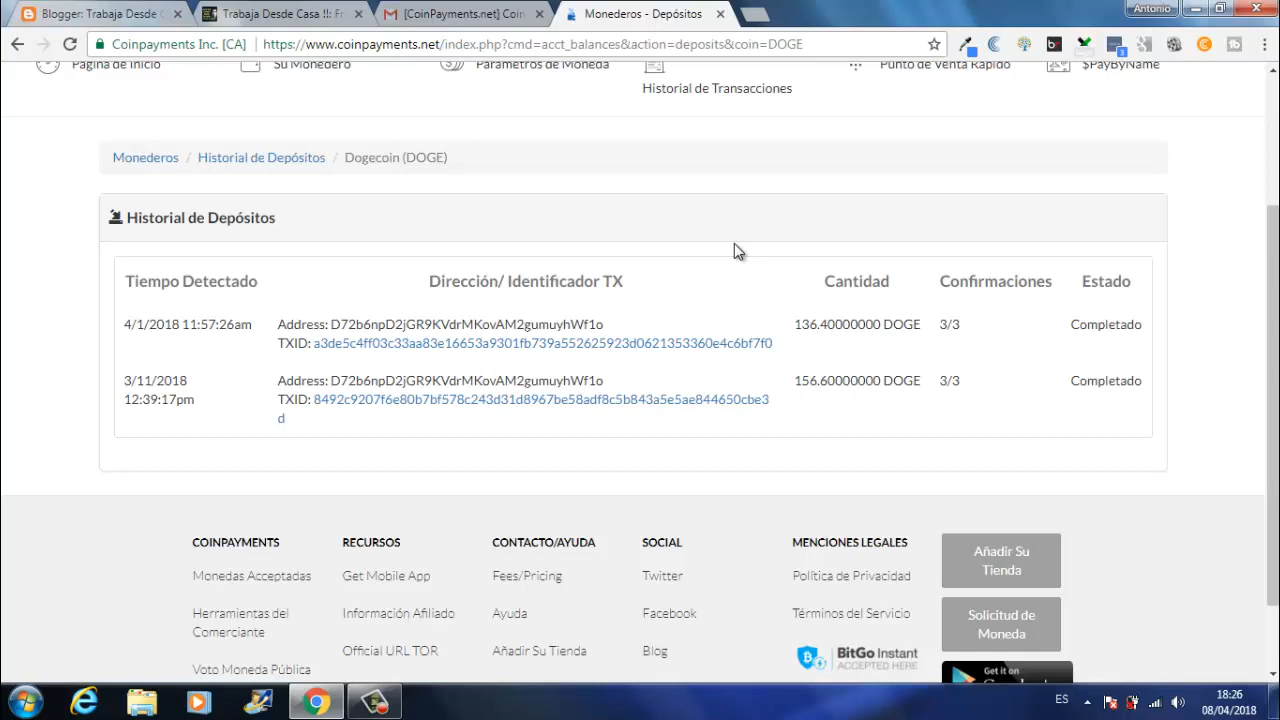 Blogger: Trabaja Desde C
Trabaja Desde Casa !!: Fr
[CoinPayments.net] Coin
Monederos - Depósitos
Antonio
Coinpayments Inc. [CA]
https://www.coinpayments.net/index.php?cmd=acct_balances&action=deposits&coin=DOGE
Página de Inicio
Su Monedero
Parámetros de Moneda
Historial de Transacciones
Punto de Venta Rápido
$PayByName
Monederos / Historial de Depósitos / Dogecoin (DOGE)
Historial de Depósitos
Tiempo Detectado Dirección/ Identificador TX Cantidad Confirmaciones Estado
4/1/2018 11:57:26am Address: D72b6npD2jGR9KVdrMKovAM2gumuyhWf1o 136.40000000 DOGE 3/3 Completado
TXID: a3de5c4ff03c33aa83e16653a9301fb739a552625923d0621353360e4c6bf7f0
3/11/2018 Address: D72b6npD2jGR9KVdrMKovAM2gumuyhWf1o 156.60000000 DOGE 3/3 Completado
12:39:17pm TXID: 8492c9207f6e80b7bf578c243d31d8967be58adf8c5b843a5e5ae844650cbe3
d
COINPAYMENTS
Monedas Acceptadas
Herramientas del
Comerciante
Voto Moneda Pública
RECURSOS
Get Mobile App
Información Afiliado
Official URL TOR
CONTACTO/AYUDA
Fees/Pricing
Ayuda
Añadir Su Tienda
SOCIAL
Twitter
Facebook
Blog
MENCIONES LEGALES
Política de Privacidad
Términos del Servicio
BitGo Instant
ACCEPTED HERE
Añadir Su
Tienda
Solicitud de
Moneda
Get it on
ES
18:26
08/04/2018